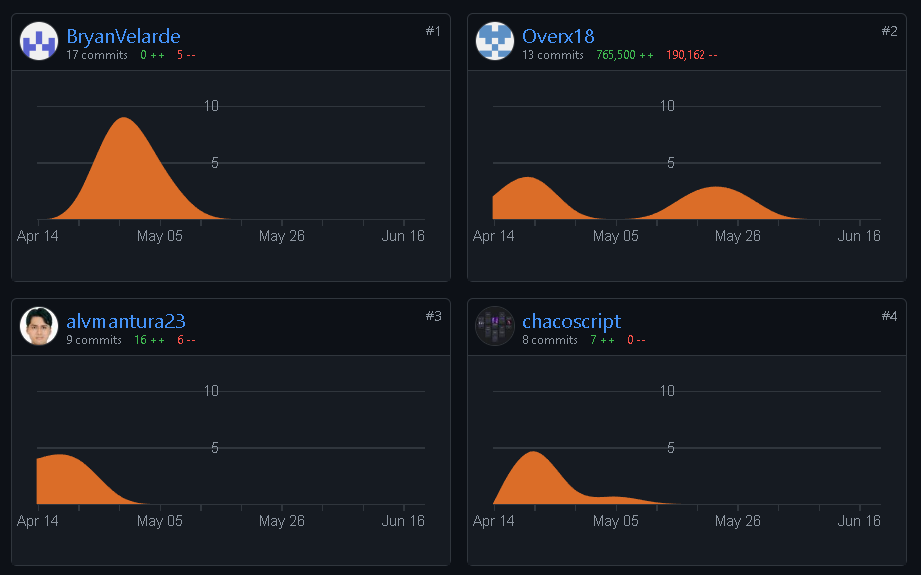 BryanVelarde #1
17 commits 0 ++ 5 --
10
5
Apr 14 May 05 May 26 Jun 16
Overx18 #2
13 commits 765,500 ++ 190,162 --
10
5
Apr 14 May 05 May 26 Jun 16
alvmantura23 #3
9 commits 16 ++ 6 --
10
5
Apr 14 May 05 May 26 Jun 16
chacoscript #4
8 commits 7 ++ 0 --
10
5
Apr 14 May 05 May 26 Jun 16